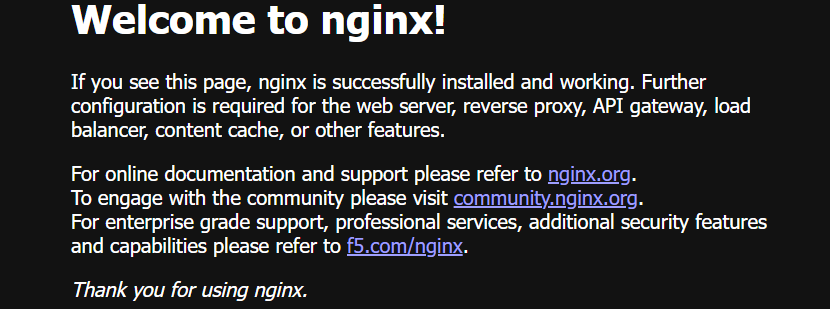 Welcome to nginx!
If you see this page, nginx is successfully installed and working. Further
configuration is required for the web server, reverse proxy, API gateway, load
balancer, content cache, or other features.
For online documentation and support please refer to nginx.org.
To engage with the community please visit community.nginx.org.
For enterprise grade support, professional services, additional security features
and capabilities please refer to f5.com/nginx.
Thank you for using nginx.